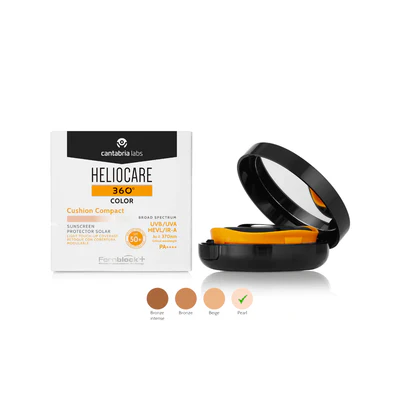 cantabria labs
HELIOCARE
360°
COLOR
Cushion Compact
BROAD SPECTRUM
SUNSCREEN
PROTECTOR SOLAR
UVB/UVA
HEVL/IR-A
50+
PA++++
Fernblock+
Bronze
intense
Bronze
Beige
Pearl